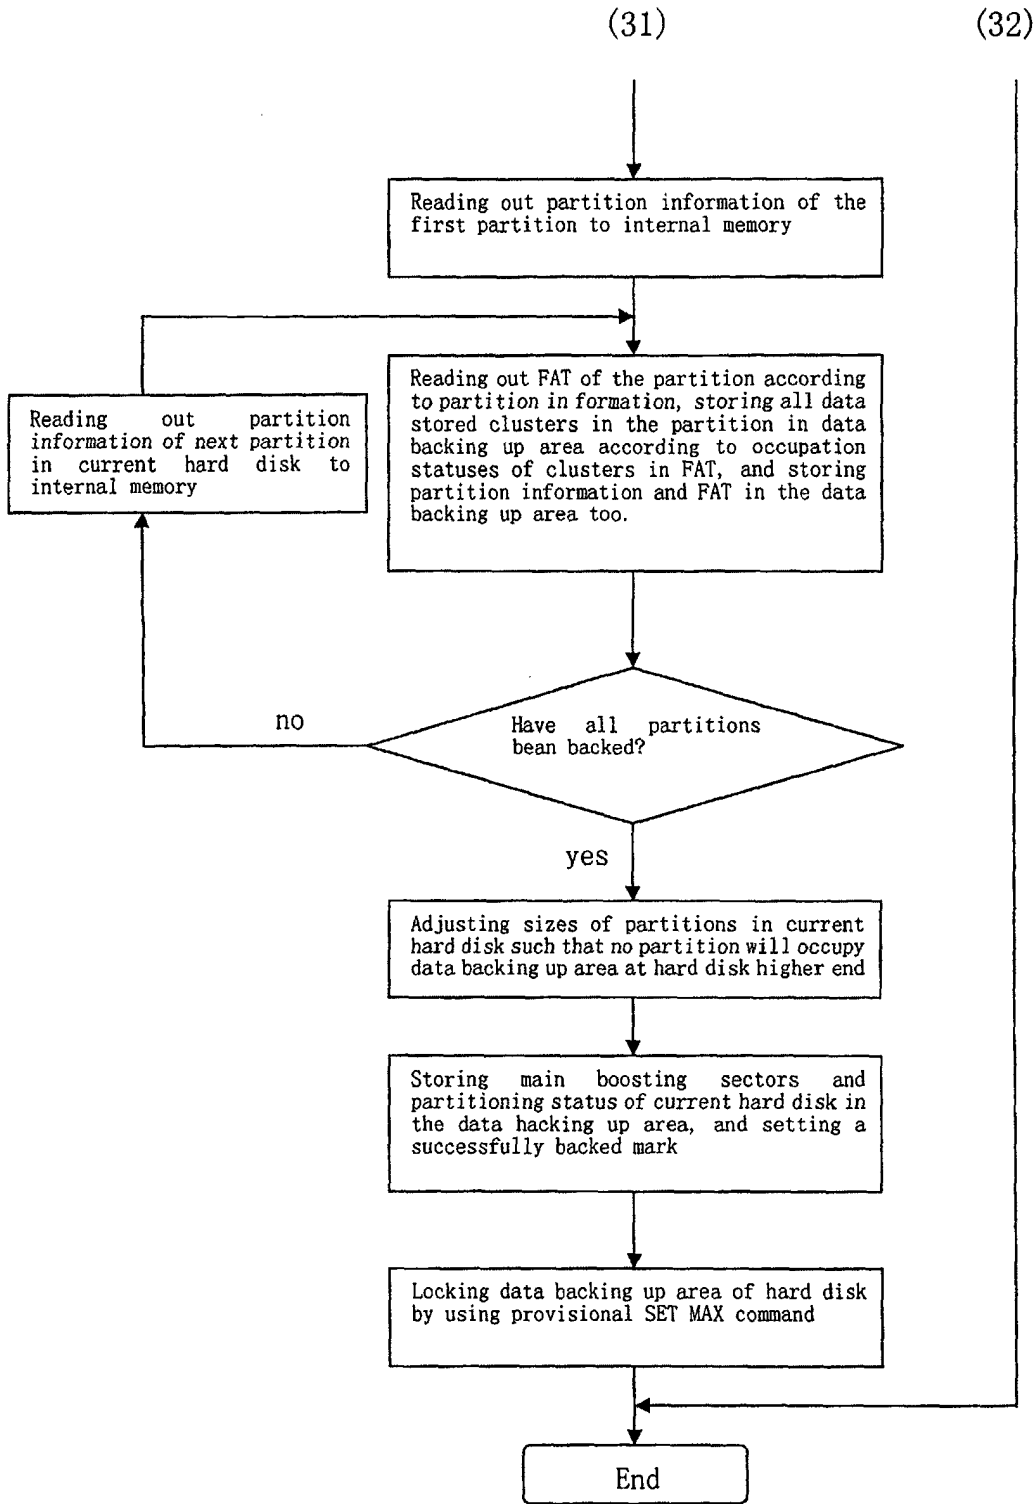 (31)
(32)
Reading out partition information of the
first partition to internal memory
Reading out FAT of the partition according
to partition in formation, storing all data
stored clusters in the partition in data
backing up area according to occupation
statuses of clusters in FAT, and storing
partition information and FAT in the data
backing up area too.
Reading out partition
information of next partition
in current hard disk to
internal memory
Have all partitions
bean backed?
no
yes
Adjusting sizes of partitions in current
hard disk such that no partition will occupy
data backing up area at hard disk higher end
Storing main boosting sectors and
partitioning status of current hard disk in
the data hacking up area, and setting a
successfully backed mark
Locking data backing up area of hard disk
by using provisional SET MAX command
End